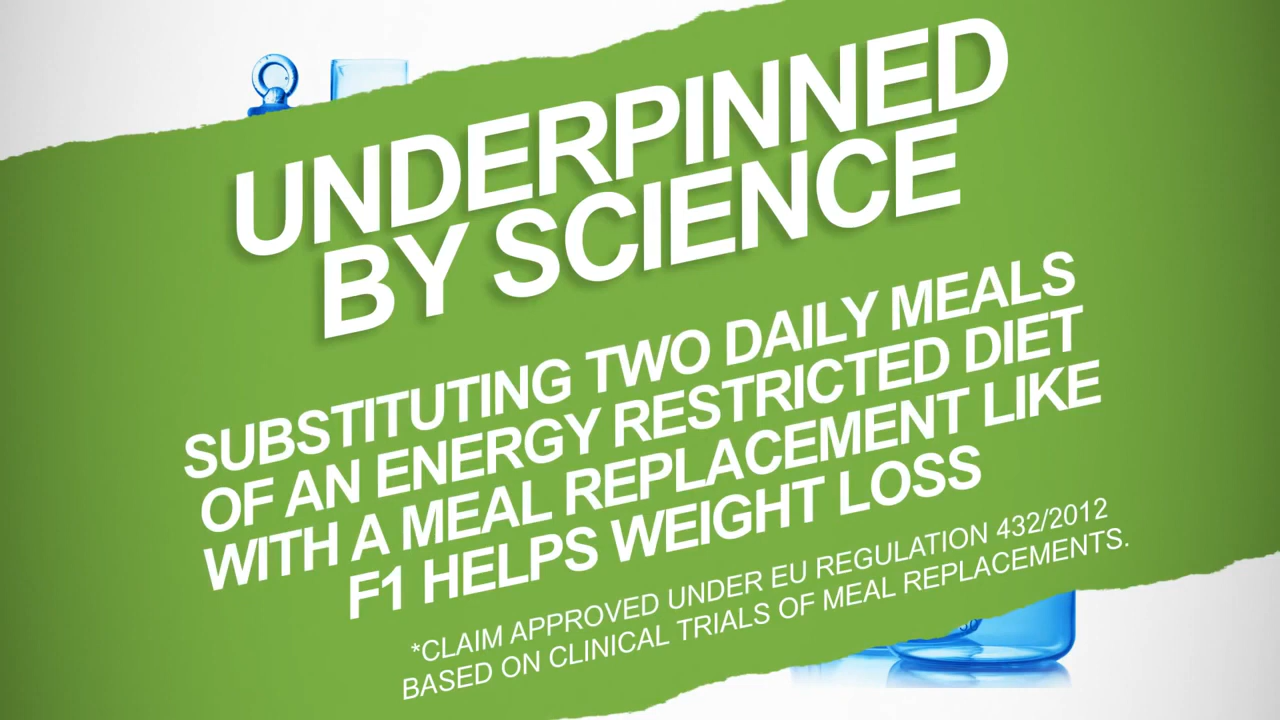 UNDERPINNED
BY SCIENCE
SUBSTITUTING TWO DAILY MEALS
OF AN ENERGY RESTRICTED DIET
WITH A MEAL REPLACEMENT LIKE
F1 HELPS WEIGHT LOSS
*CLAIM APPROVED UNDER EU REGULATION 432/2012
BASED ON CLINICAL TRIALS OF MEAL REPLACEMENTS.